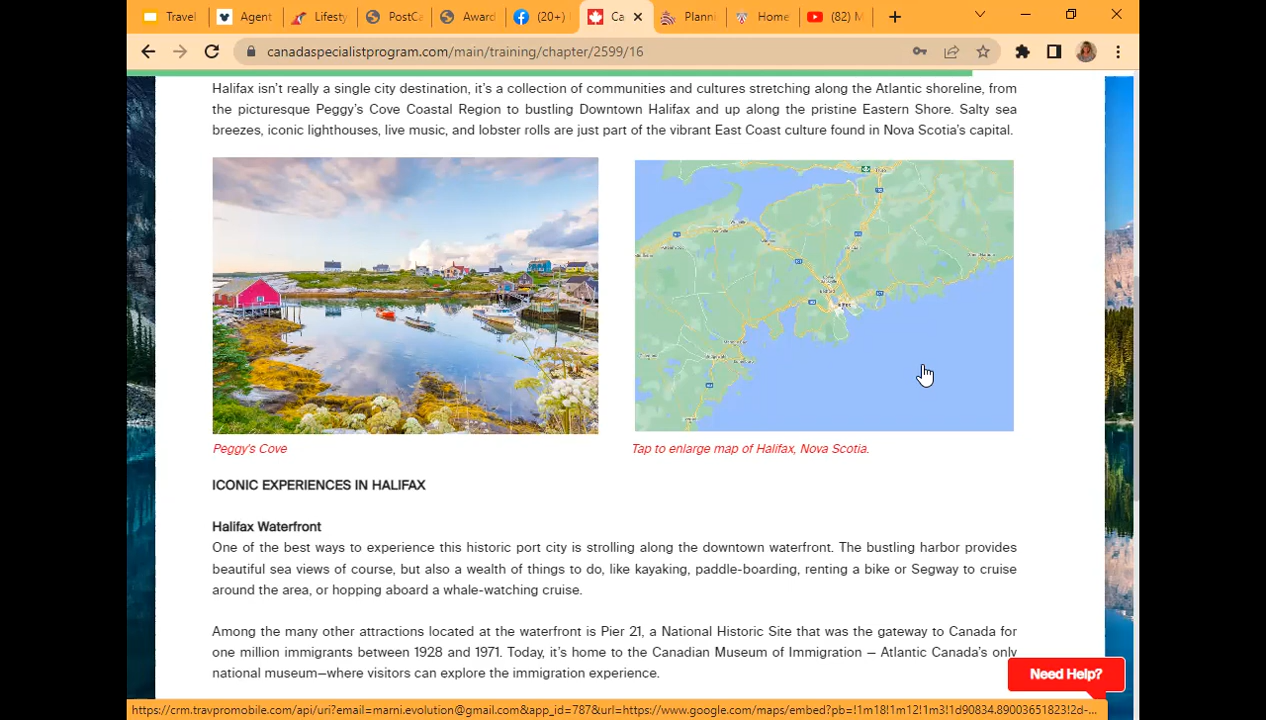 Travel
Agent
Lifesty
PostCa
Award
(20+)
Ca
Planni
Home
(82) M
canadaspecialistprogram.com/main/training/chapter/2599/16
Halifax isn't really a single city destination, it's a collection of communities and cultures stretching along the Atlantic shoreline, from
the picturesque Peggy's Cove Coastal Region to bustling Downtown Halifax and up along the pristine Eastern Shore. Salty sea
breezes, iconic lighthouses, live music, and lobster rolls are just part of the vibrant East Coast culture found in Nova Scotia's capital.
Peggy's Cove
Tap to enlarge map of Halifax, Nova Scotia.
ICONIC EXPERIENCES IN HALIFAX
Halifax Waterfront
One of the best ways to experience this historic port city is strolling along the downtown waterfront. The bustling harbor provides
beautiful sea views of course, but also a wealth of things to do, like kayaking, paddle-boarding, renting a bike or Segway to cruise
around the area, or hopping aboard a whale-watching cruise.
Among the many other attractions located at the waterfront is Pier 21, a National Historic Site that was the gateway to Canada for
one million immigrants between 1928 and 1971. Today, it's home to the Canadian Museum of Immigration — Atlantic Canada's only
national museum—where visitors can explore the immigration experience.
Need Help?
https://crm.travpromobile.com/api/uri?email=marni.evolution@gmail.com&app_id=787&url=https://www.google.com/maps/embed?pb=!1m18!1m12!1m3!1d90834.89003651823!2d-...